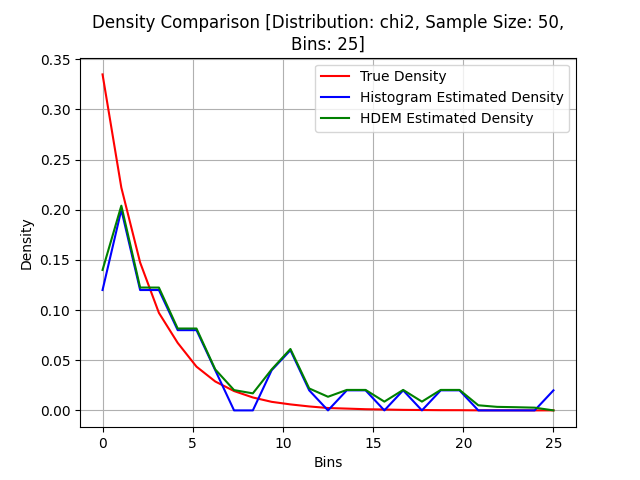 Density Comparison [Distribution: chi2, Sample Size: 50,
Bins: 25]
True Density
Histogram Estimated Density
HDEM Estimated Density
Density
0.35
0.30
0.25
0.20
0.15
0.10
0.05
0.00
0 5 10 15 20 25
Bins